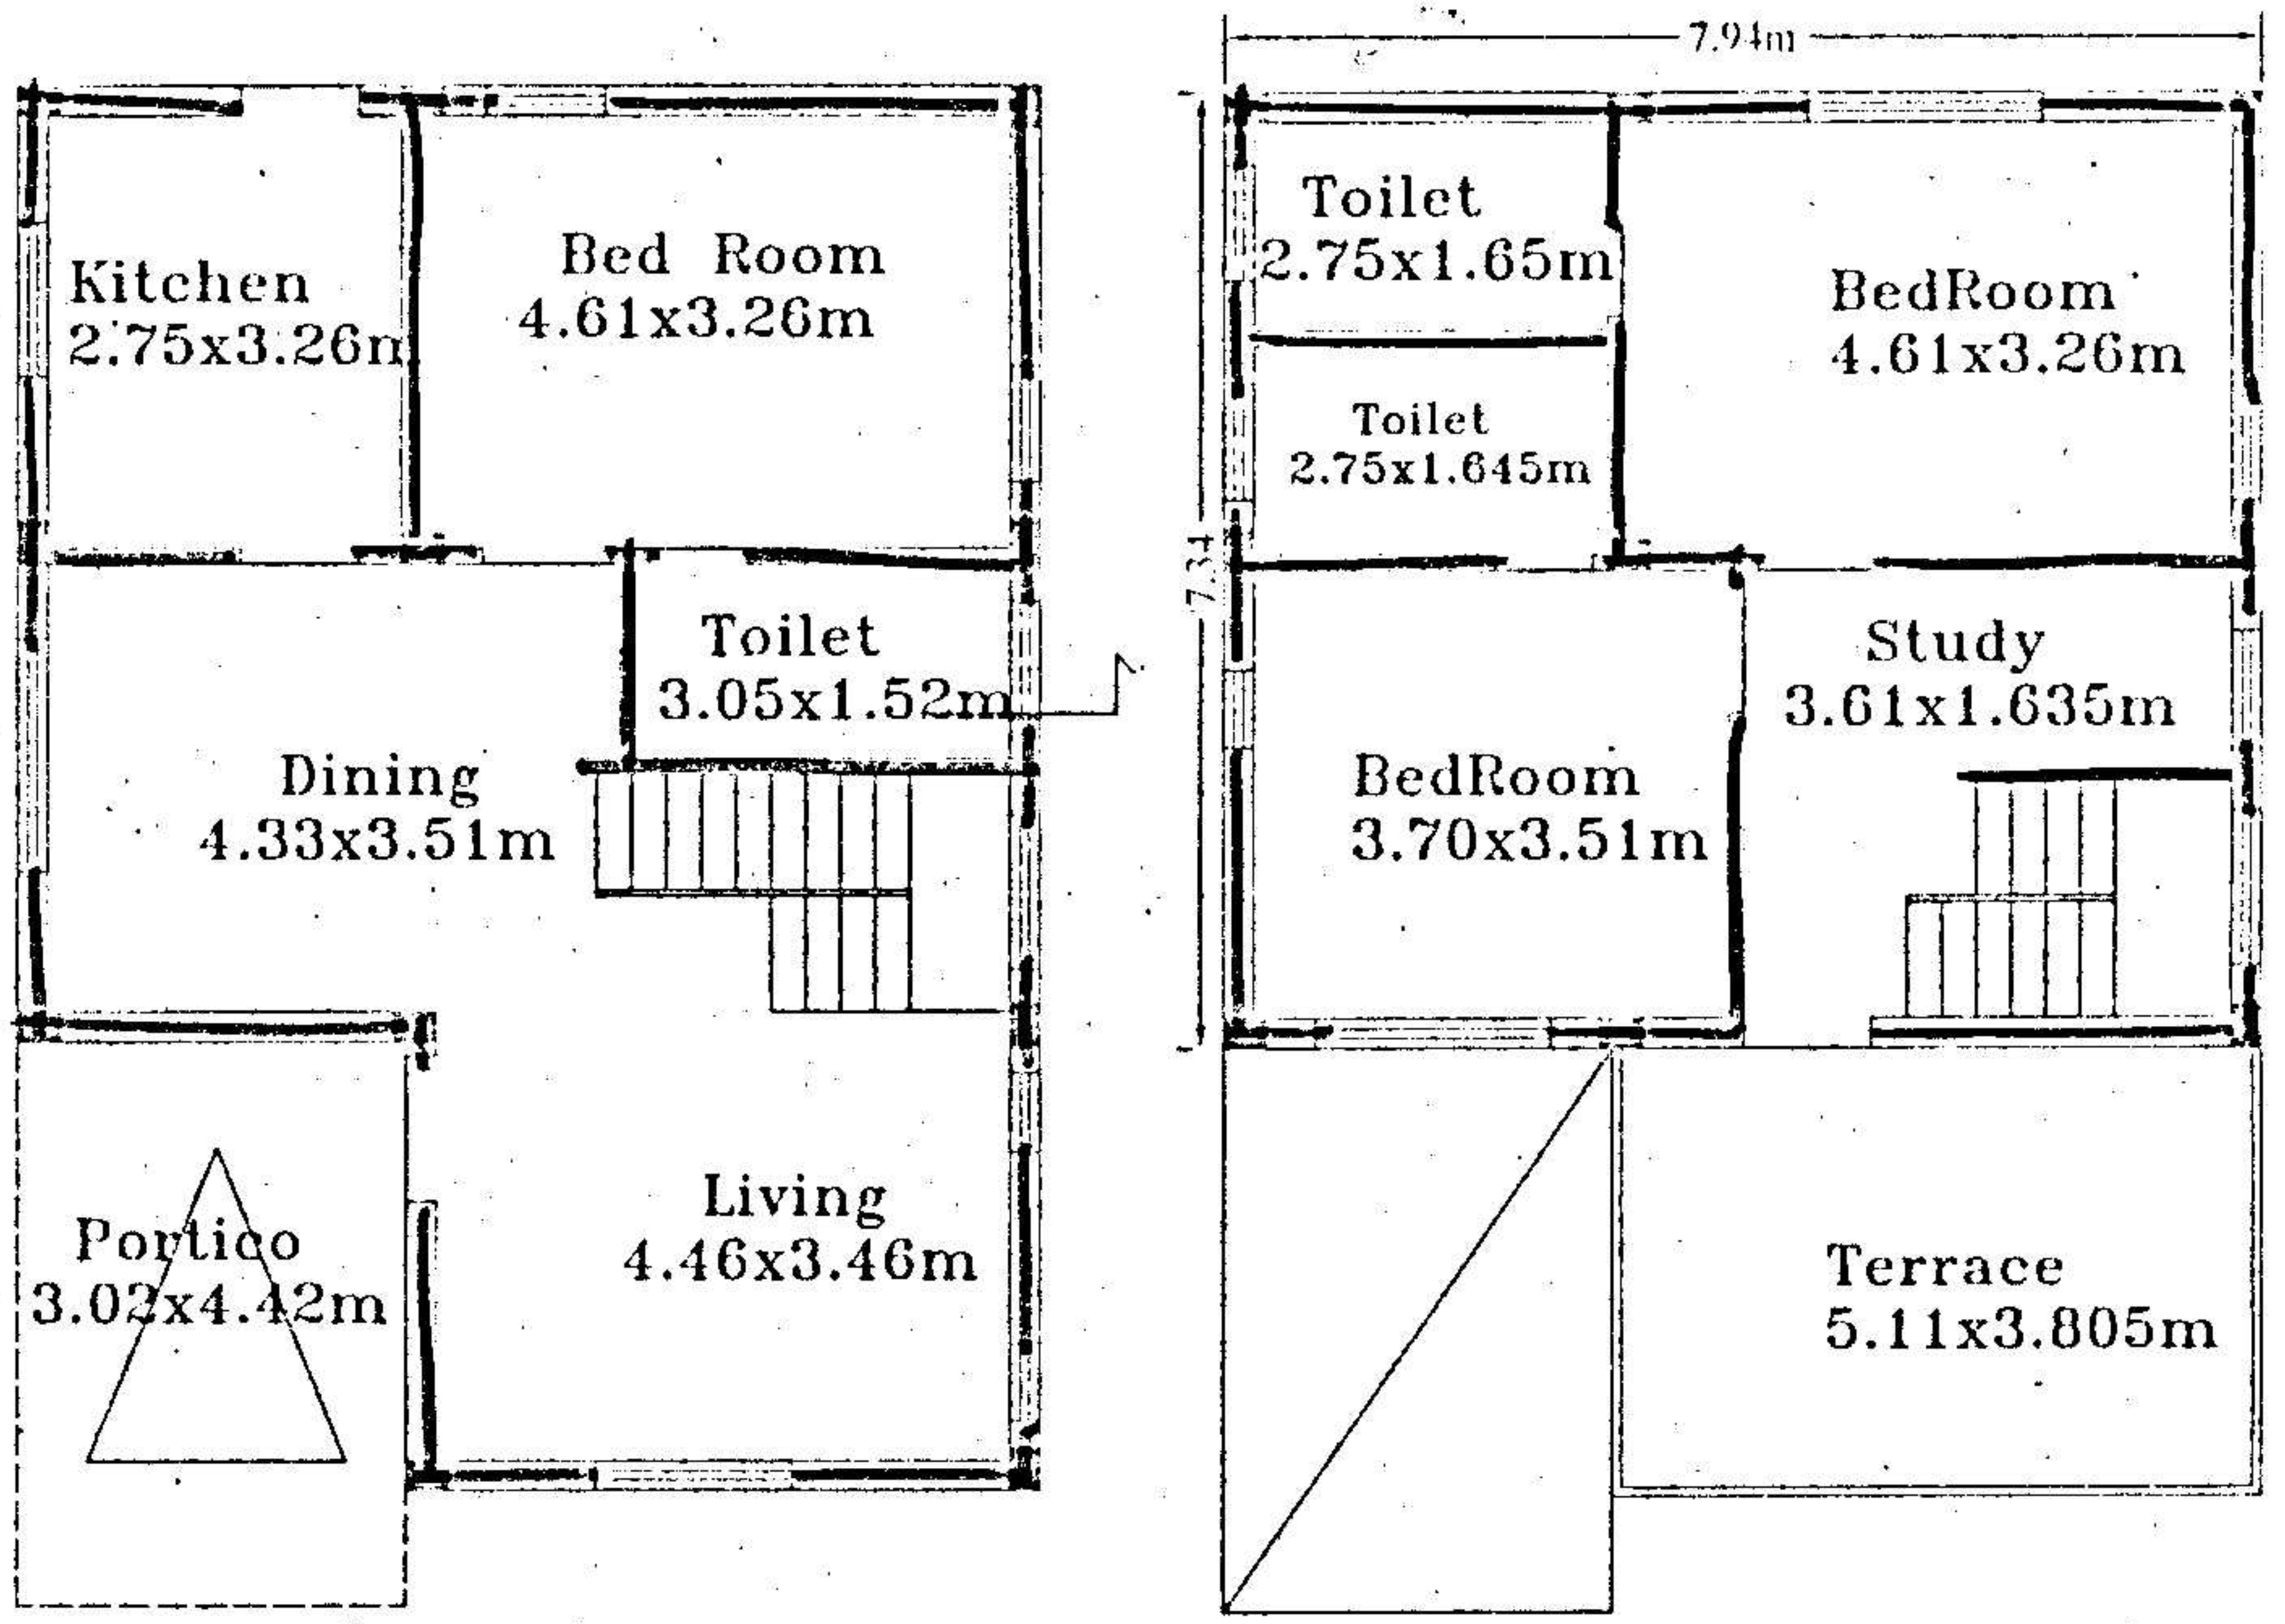 7.94m
Kitchen
2.75x3.26m
Bed Room
4.61x3.26m
Toilet
2.75x1.65m
BedRoom
4.61x3.26m
Toilet
2.75x1.645m
7.34
Toilet
3.05x1.52m
Study
3.61x1.635m
Dining
4.33x3.51m
BedRoom
3.70x3.51m
Portico
3.02x4.42m
Living
4.46x3.46m
Terrace
5.11x3.805m